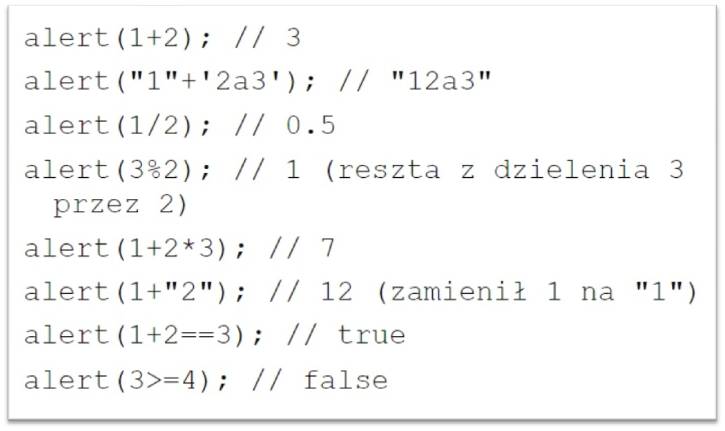 alert(1+2); // 3
alert("1"+'2a3'); // "12a3"
alert(1/2); // 0.5
alert(3%2); // 1 (reszta z dzielenia 3
przez 2)
alert(1+2*3); // 7
alert(1+"2"); // 12 (zamienił 1 na "1")
alert(1+2==3); // true
alert(3>=4); // false